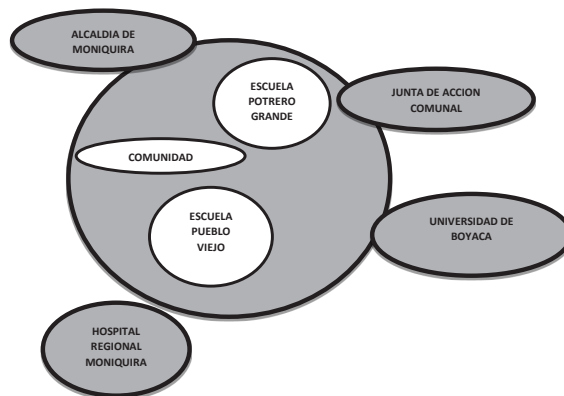 ALCALDIA DE
MONIQUIRA
ESCUELA
POTRERO
GRANDE
JUNTA DE ACCION
COMUNAL
COMUNIDAD
ESCUELA
PUEBLO
VIEJO
UNIVERSIDAD DE
BOYACA
HOSPITAL
REGIONAL
MONIQUIRA